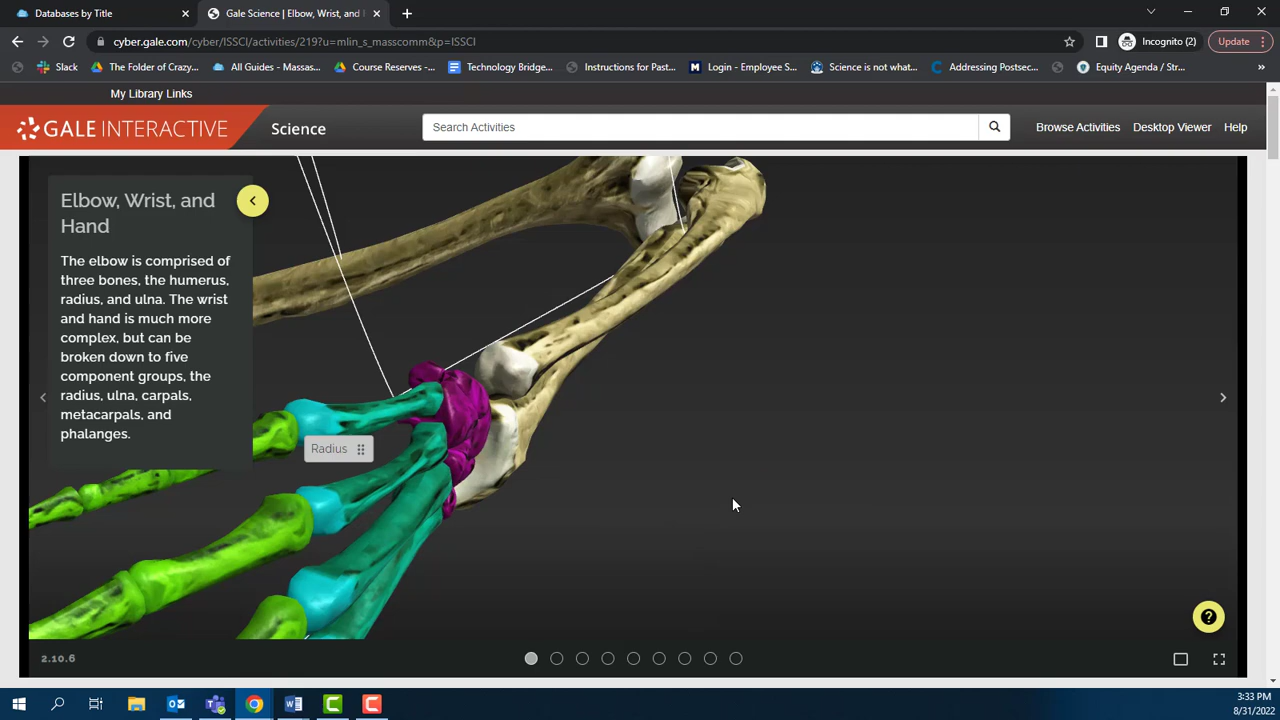 Databases by Title
Gale Science | Elbow, Wrist, and
cyber.gale.com/cyber/ISSCI/activities/219?u=mlin_s_masscomm&p=ISSCI
Incognito (2)
Update
Slack
The Folder of Crazy...
All Guides - Massas...
Course Reserves -...
Technology Bridge...
Instructions for Past...
Login - Employee S...
Science is not what...
Addressing Postsec...
Equity Agenda / Str...
My Library Links
GALE INTERACTIVE
Science
Search Activities
Browse Activities
Desktop Viewer
Help
Elbow, Wrist, and
Hand
The elbow is comprised of
three bones, the humerus,
radius, and ulna. The wrist
and hand is much more
complex, but can be
broken down to five
component groups, the
radius, ulna, carpals,
metacarpals, and
phalanges.
Radius
2.10.6
3:33 PM
8/31/2022